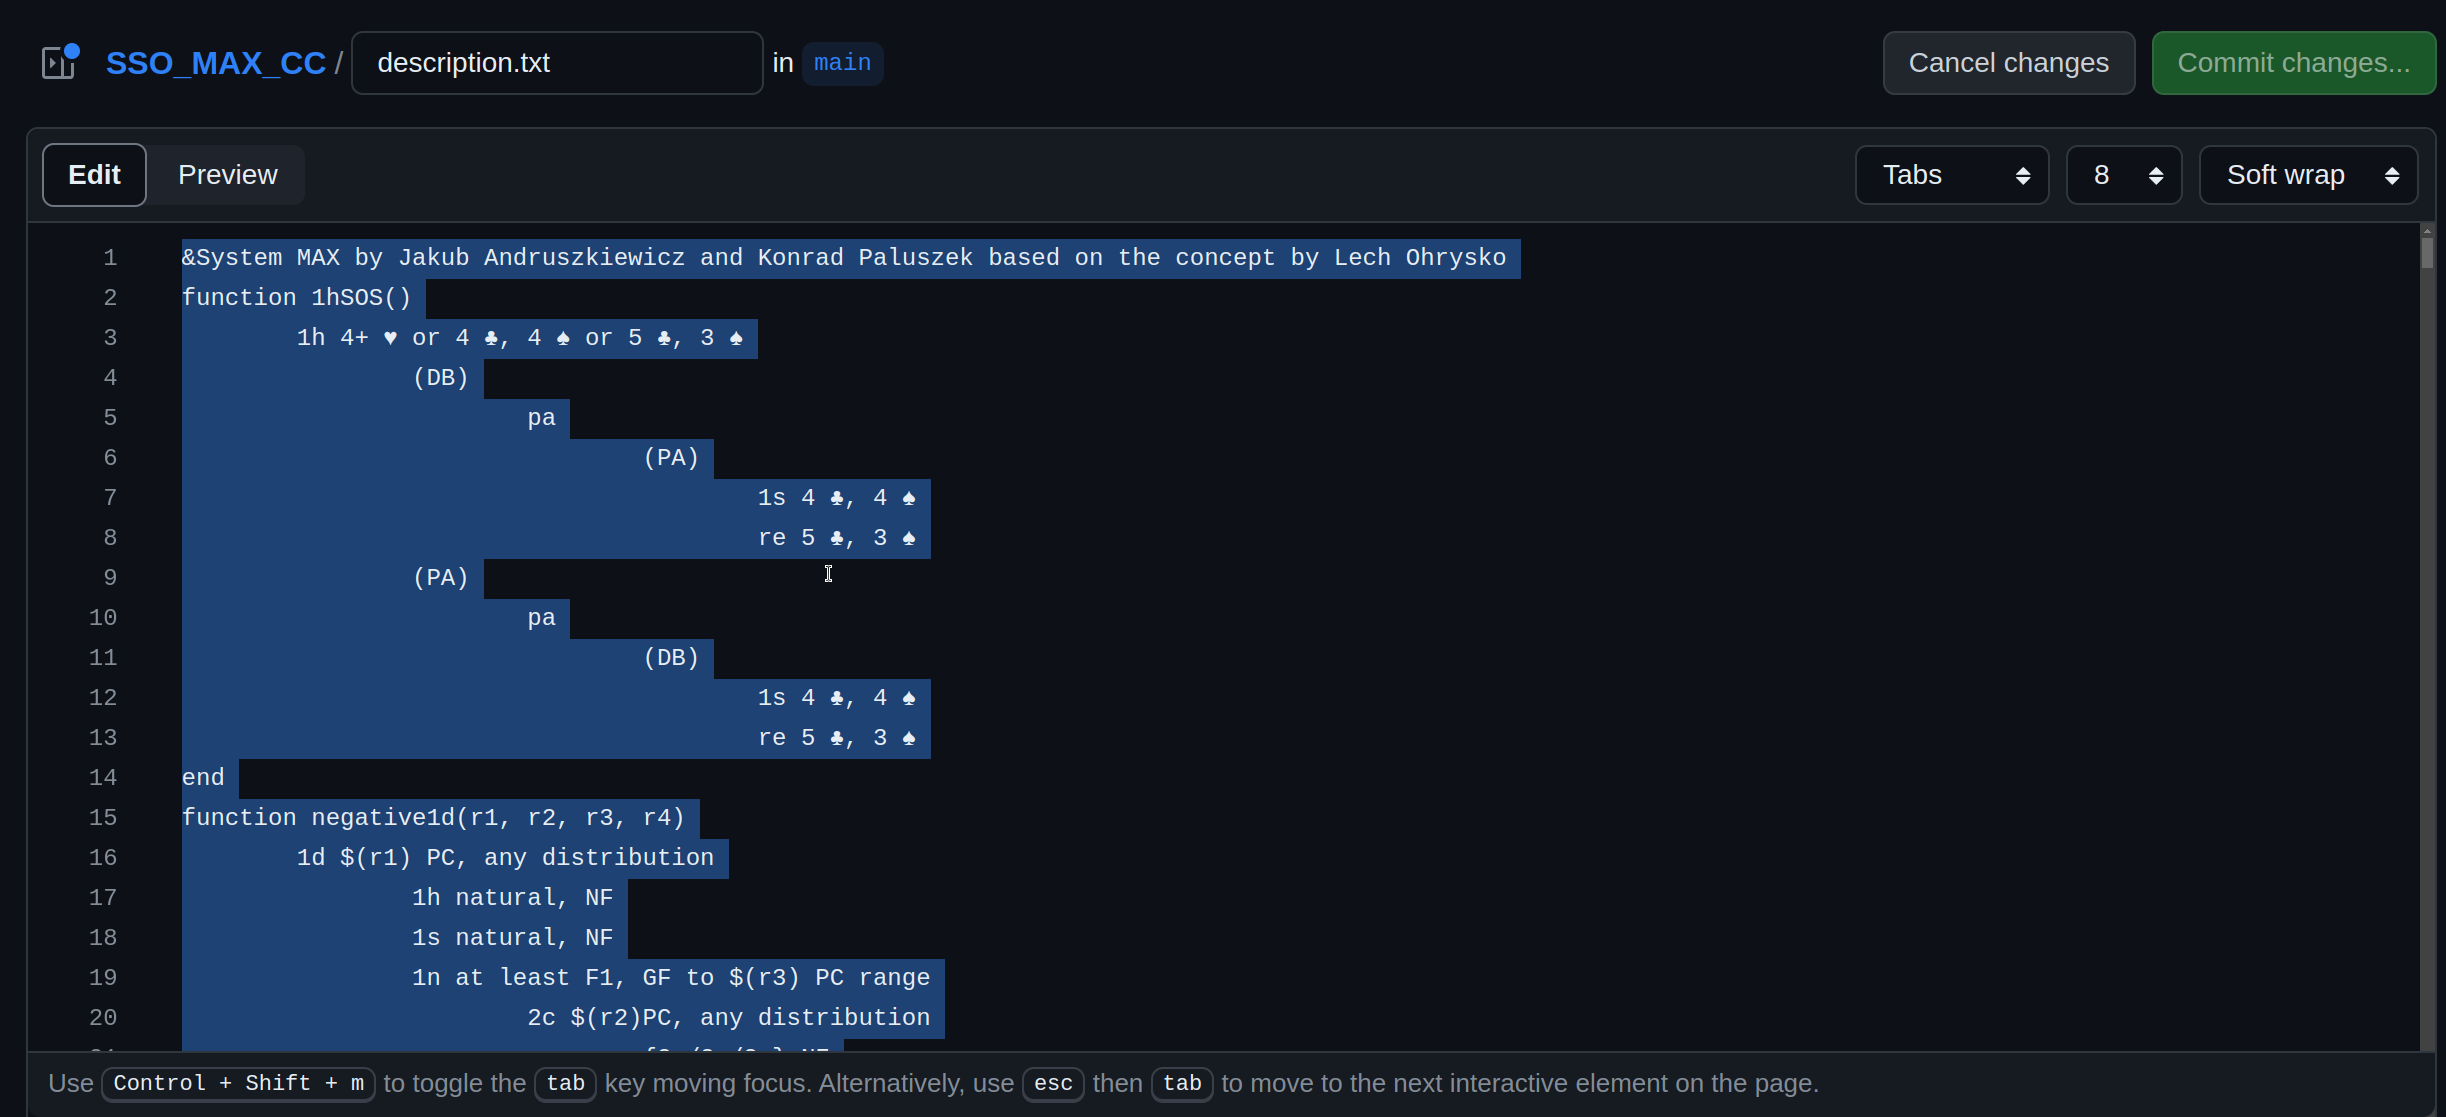 SSO_MAX_CC / description.txt in main Cancel changes Commit changes...
Edit Preview Tabs 8 Soft wrap
1 &System MAX by Jakub Andruszkiewicz and Konrad Paluszek based on the concept by Lech Ohrysko
2 function 1hSOS()
3 1h 4+ ♥ or 4 ♣, 4 ♠ or 5 ♣, 3 ♠
4 (DB)
5 pa
6 (PA)
7 1s 4 ♣, 4 ♠
8 re 5 ♣, 3 ♠
9 (PA)
10 pa
11 (DB)
12 1s 4 ♣, 4 ♠
13 re 5 ♣, 3 ♠
14 end
15 function negative1d(r1, r2, r3, r4)
16 1d $(r1) PC, any distribution
17 1h natural, NF
18 1s natural, NF
19 1n at least F1, GF to $(r3) PC range
20 2c $(r2)PC, any distribution
Use Control + Shift + m to toggle the tab key moving focus. Alternatively, use esc then tab to move to the next interactive element on the page.